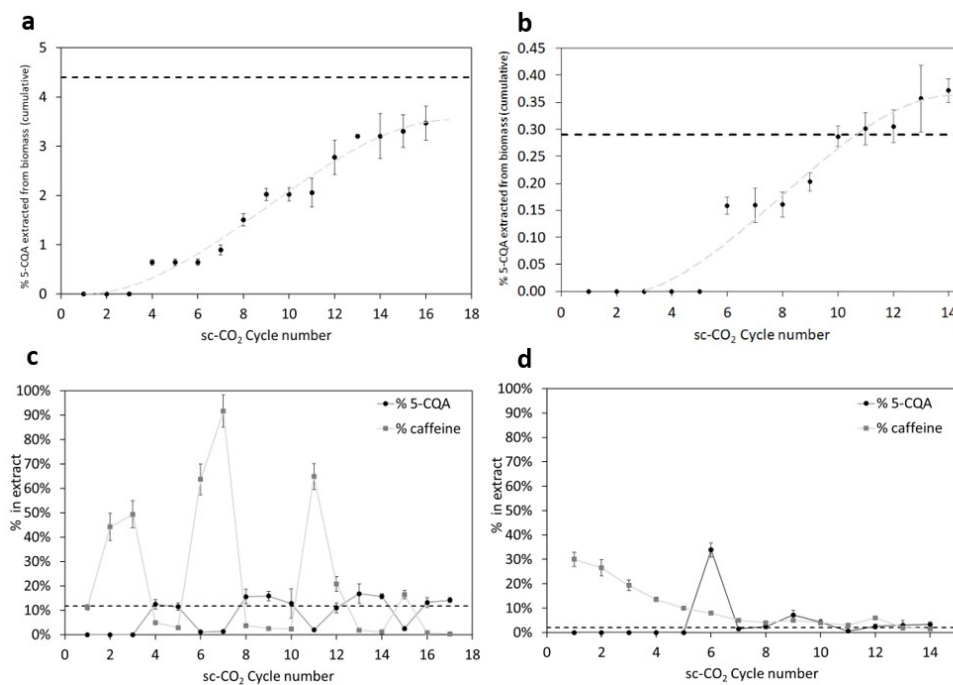 a
% 5-CQA extracted from biomass (cumulative)
5
4
3
2
1
0
0 2 4 6 8 10 12 14 16 18
sc-CO₂ Cycle number
b
% 5-CQA extracted from biomass (cumulative)
0.45
0.40
0.35
0.30
0.25
0.20
0.15
0.10
0.05
0.00
0 2 4 6 8 10 12 14
sc-CO₂ Cycle number
c
% in extract
100%
90%
80%
70%
60%
50%
40%
30%
20%
10%
0%
% 5-CQA
% caffeine
0 2 4 6 8 10 12 14 16 18
sc-CO₂ Cycle number
d
% in extract
100%
90%
80%
70%
60%
50%
40%
30%
20%
10%
0%
% 5-CQA
% caffeine
0 2 4 6 8 10 12 14
sc-CO₂ Cycle number